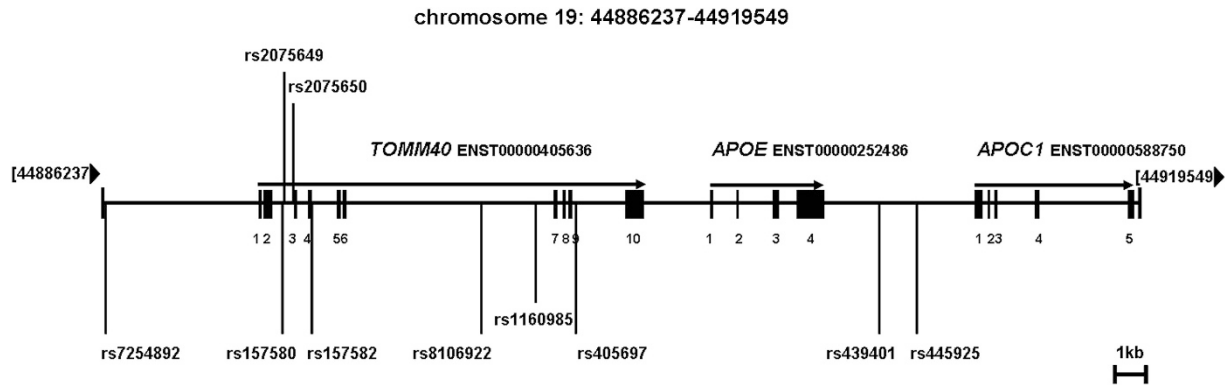 chromosome 19: 44886237-44919549
rs2075649
rs2075650
TOMM40 ENST00000405636
APOE ENST00000252486
APOC1 ENST00000588750
[44886237
[44919549
1 2 3 4 5 6 7 8 9 10
1 2 3 4
1 2 3 4 5
rs1160985
rs7254892
rs157580
rs157582
rs8106922
rs405697
rs439401
rs445925
1kb